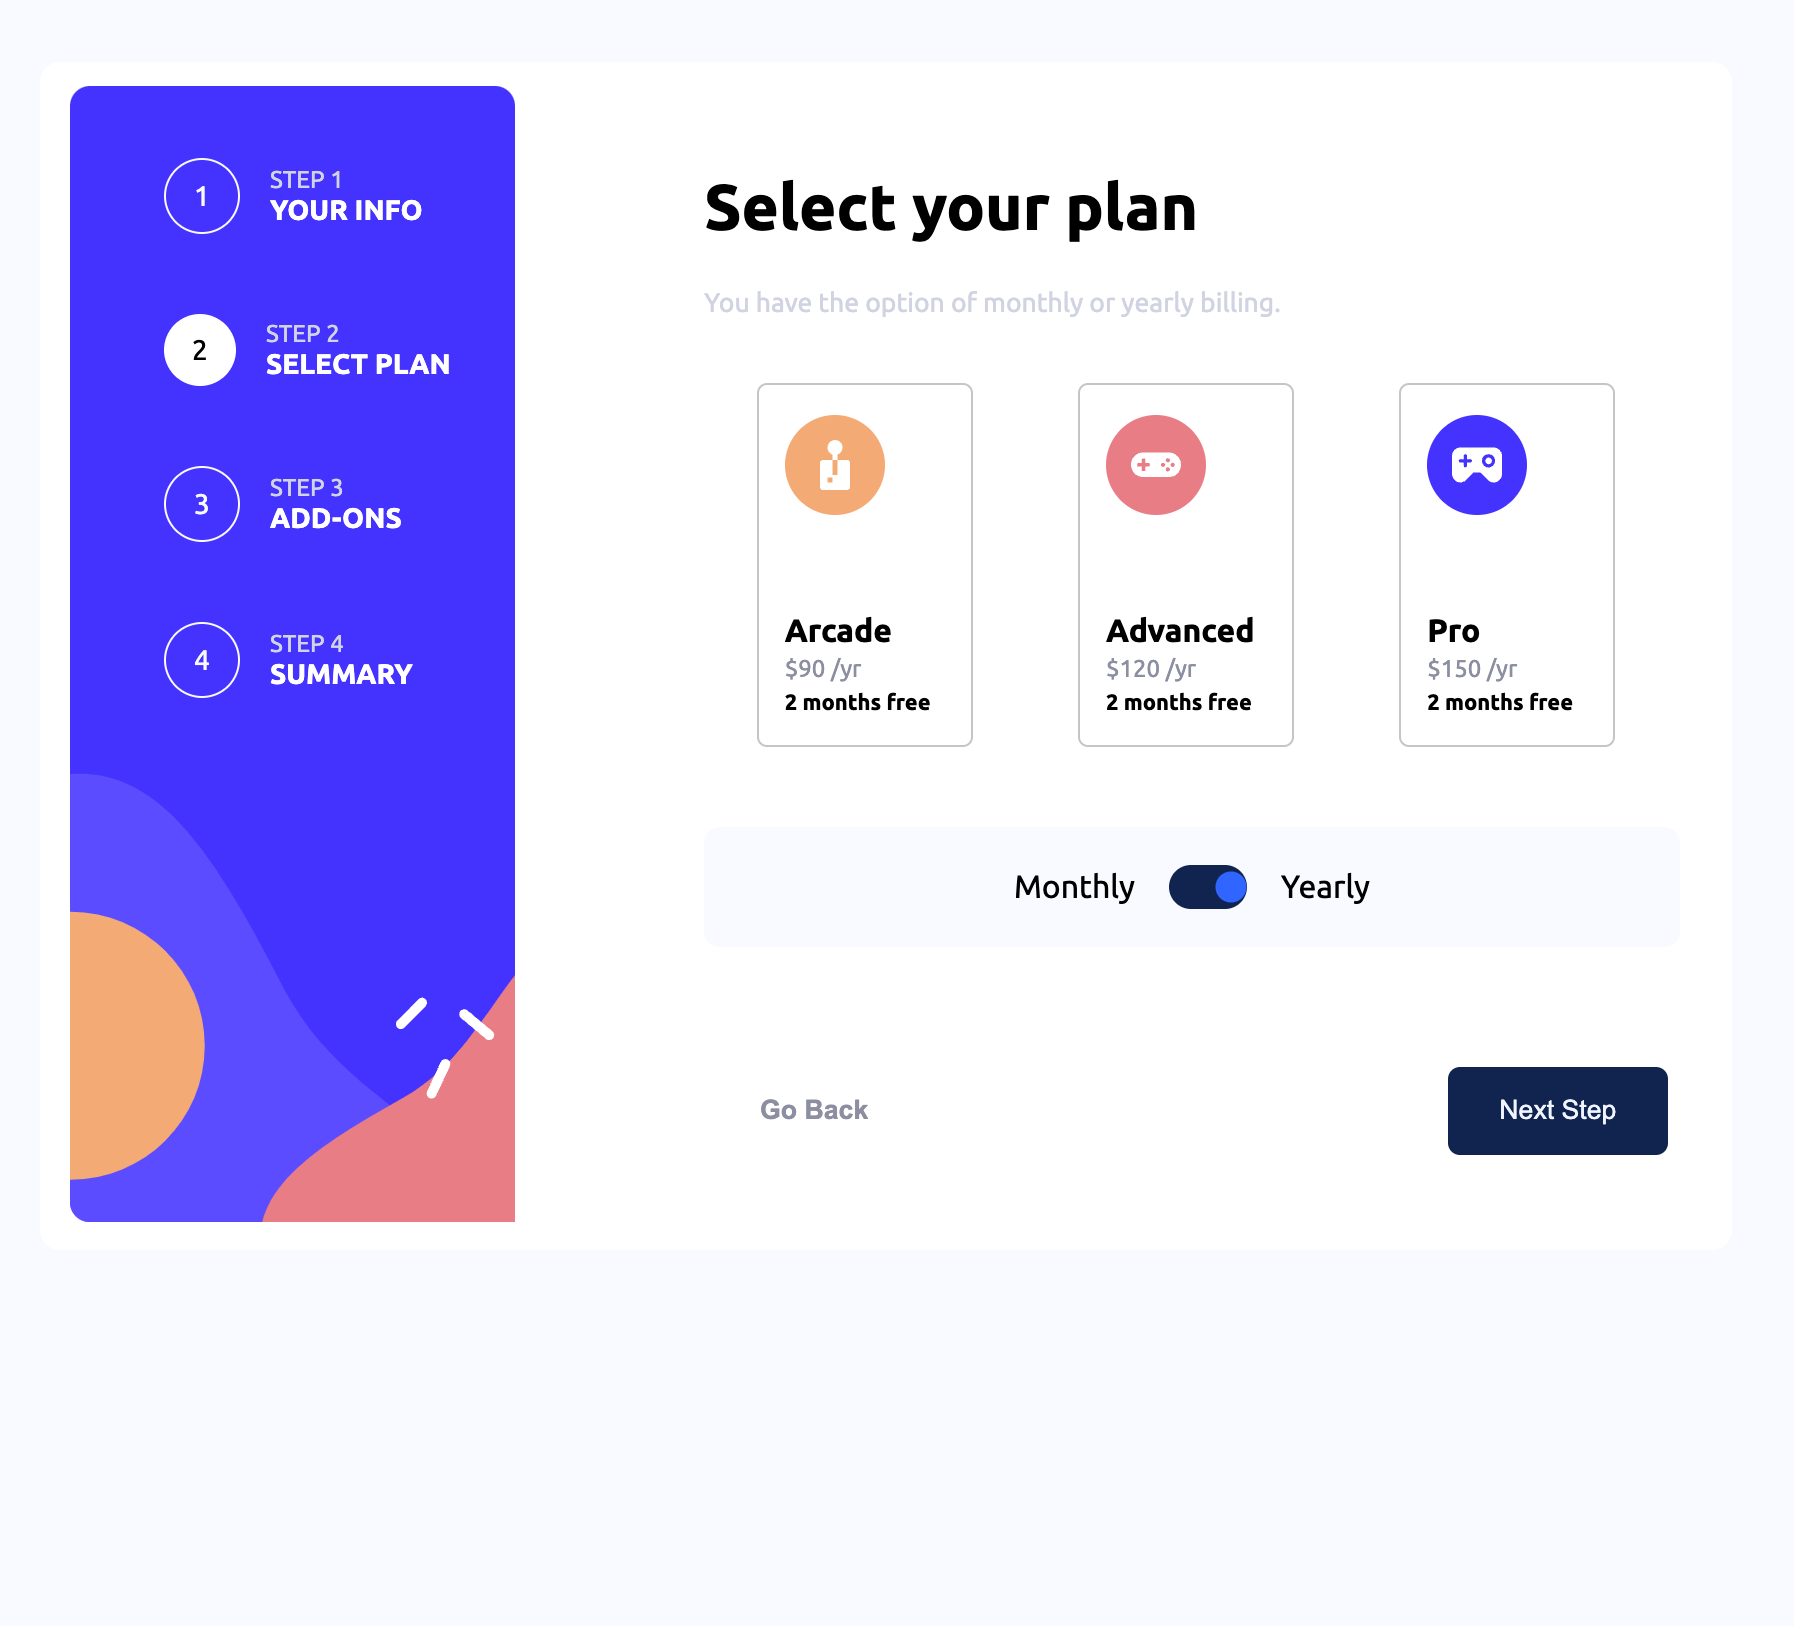 1
STEP 1
YOUR INFO
2
STEP 2
SELECT PLAN
3
STEP 3
ADD-ONS
4
STEP 4
SUMMARY
Select your plan
You have the option of monthly or yearly billing.
Arcade
$90 /yr
2 months free
Advanced
$120 /yr
2 months free
Pro
$150 /yr
2 months free
Monthly
Yearly
Go Back
Next Step